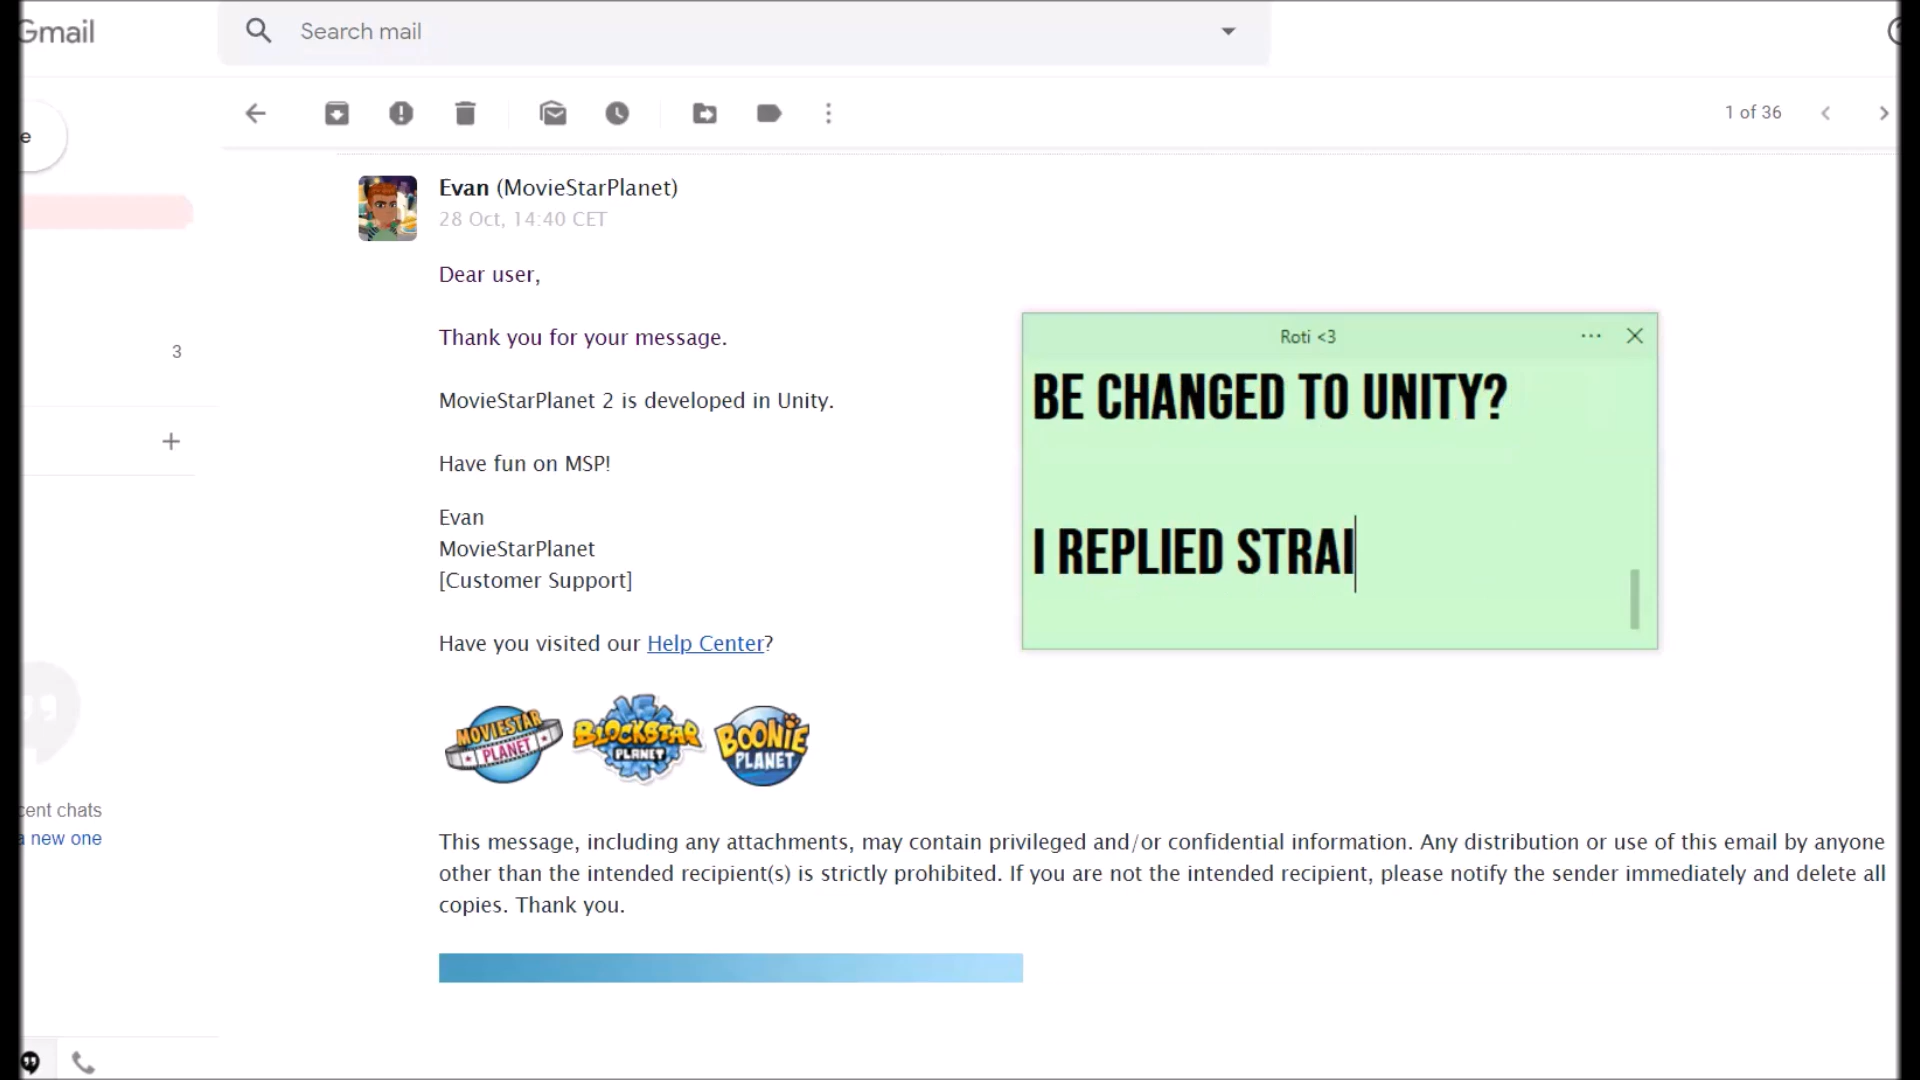 Gmail
Search mail
1 of 36
e
Evan (MovieStarPlanet)
28 Oct, 14:40 CET
Dear user,
Thank you for your message.
MovieStarPlanet 2 is developed in Unity.
Have fun on MSP!
Evan
MovieStarPlanet
[Customer Support]
Have you visited our Help Center?
MOVIESTAR
PLANET
BLOCKSTAR
PLANET
BOONIE
PLANET
Roti <3
BE CHANGED TO UNITY?
I REPLIED STRAI
3
cent chats
a new one
This message, including any attachments, may contain privileged and/or confidential information. Any distribution or use of this email by anyone
other than the intended recipient(s) is strictly prohibited. If you are not the intended recipient, please notify the sender immediately and delete all
copies. Thank you.